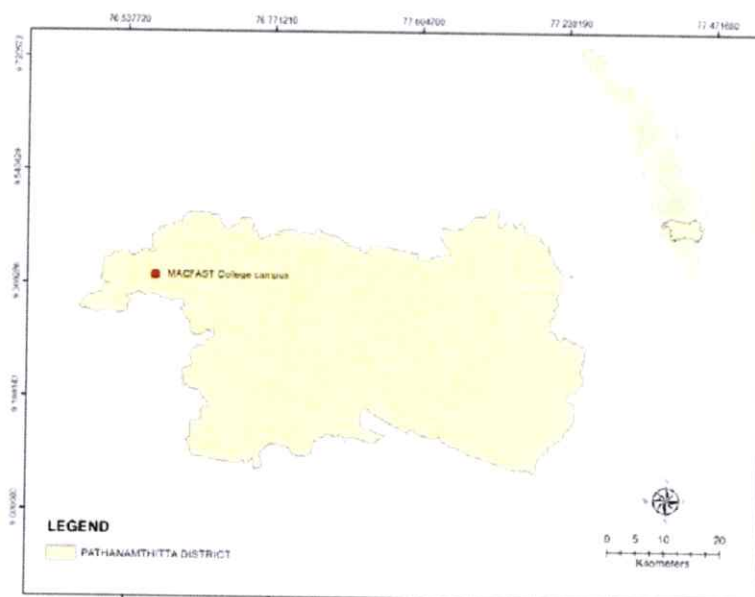 76.537720 76.771210 77.004700 77.238190 77.471680
MACFAST College campus
LEGEND
PATHANAMTHITTA DISTRICT
0 5 10 20
Kilometers